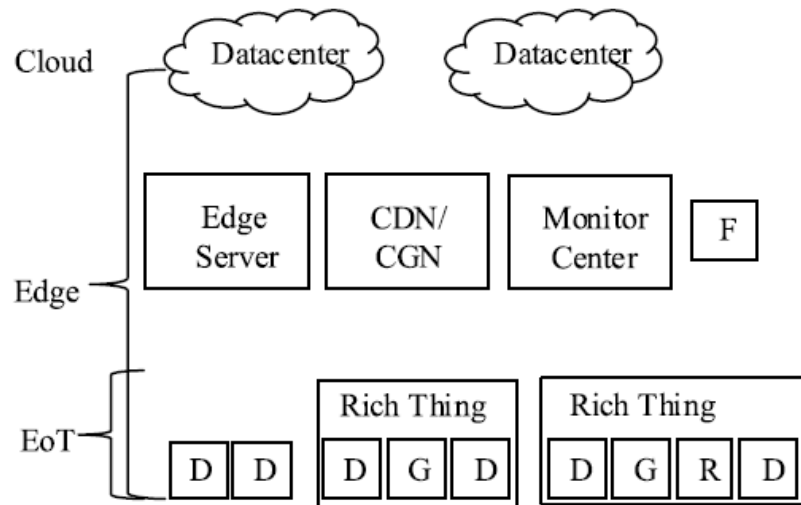 Cloud
Datacenter
Datacenter
Edge
Edge
Server
CDN/
CGN
Monitor
Center
F
EoT
Rich Thing
D D
D G D
Rich Thing
D G R D